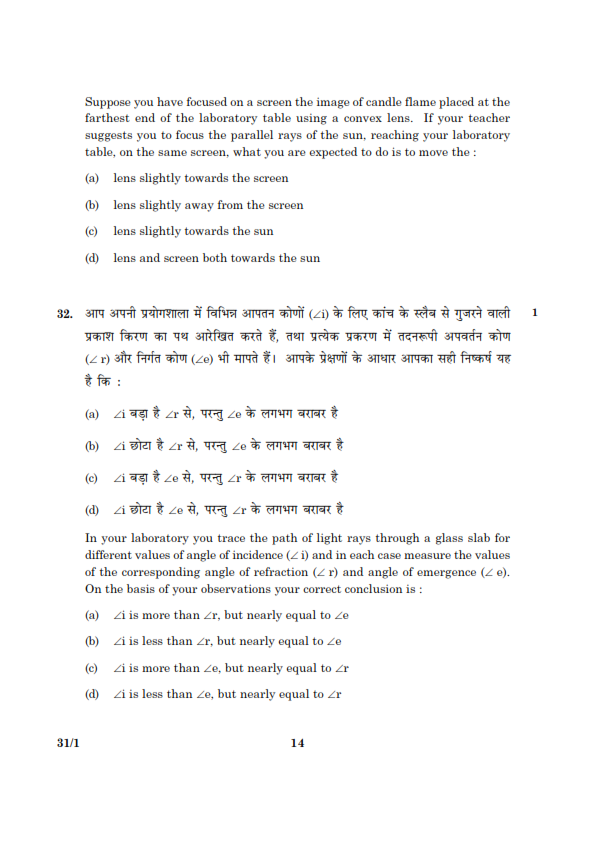 Suppose you have focused on a screen the image of candle flame placed at the
farthest end of the laboratory table using a convex lens. If your teacher
suggests you to focus the parallel rays of the sun, reaching your laboratory
table, on the same screen, what you are expected to do is to move the :
(a) lens slightly towards the screen
(b) lens slightly away from the screen
(c) lens slightly towards the sun
(d) lens and screen both towards the sun
32. आप अपनी प्रयोगशाला में विभिन्न आपतन कोणों (∠i) के लिए कांच के स्लैब से गुजरने वाली 1
प्रकाश किरण का पथ आरेखित करते हैं, तथा प्रत्येक प्रकरण में तदनरूपी अपवर्तन कोण
(∠ r) और निर्गत कोण (∠e) भी मापते हैं। आपके प्रेक्षणों के आधार आपका सही निष्कर्ष यह
है कि :
(a) ∠i बड़ा है ∠r से, परन्तु ∠e के लगभग बराबर है
(b) ∠i छोटा है ∠r से, परन्तु ∠e के लगभग बराबर है
(c) ∠i बड़ा है ∠e से, परन्तु ∠r के लगभग बराबर है
(d) ∠i छोटा है ∠e से, परन्तु ∠r के लगभग बराबर है
In your laboratory you trace the path of light rays through a glass slab for
different values of angle of incidence (∠ i) and in each case measure the values
of the corresponding angle of refraction (∠ r) and angle of emergence (∠ e).
On the basis of your observations your correct conclusion is :
(a) ∠i is more than ∠r, but nearly equal to ∠e
(b) ∠i is less than ∠r, but nearly equal to ∠e
(c) ∠i is more than ∠e, but nearly equal to ∠r
(d) ∠i is less than ∠e, but nearly equal to ∠r
31/1 14